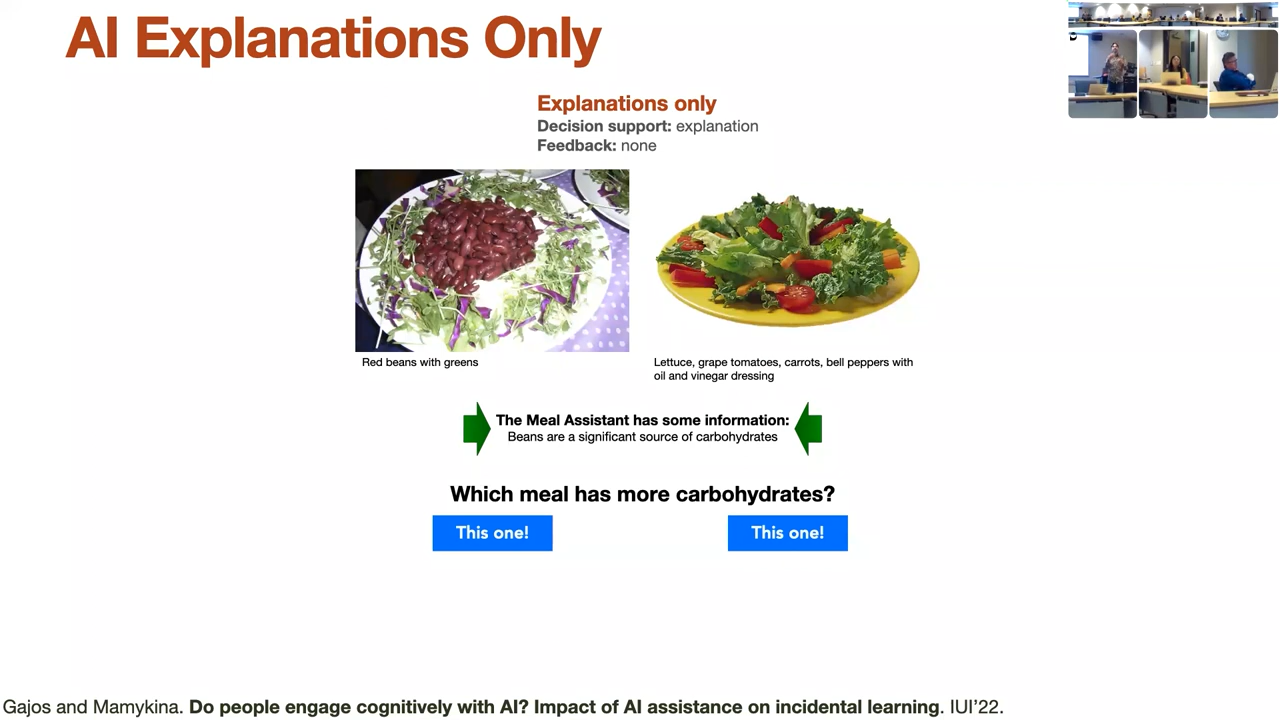 AI Explanations Only
Explanations only
Decision support: explanation
Feedback: none
Red beans with greens
Lettuce, grape tomatoes, carrots, bell peppers with
oil and vinegar dressing
The Meal Assistant has some information:
Beans are a significant source of carbohydrates
Which meal has more carbohydrates?
This one!
This one!
Gajos and Mamykina. Do people engage cognitively with AI? Impact of AI assistance on incidental learning. IUI’22.